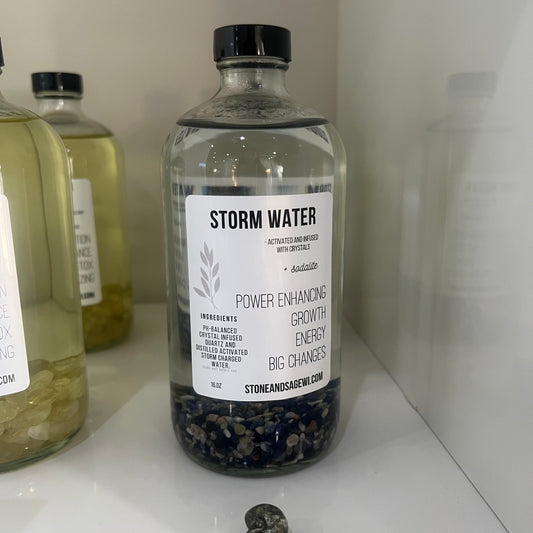 STORM WATER
- ACTIVATED AND INFUSED
WITH CRYSTALS
+ sodalite
POWER ENHANCING
GROWTH
ENERGY
BIG CHANGES
INGREDIENTS
PH-BALANCED
CRYSTAL INFUSED
QUARTZ AND
DISTILLED ACTIVATED
STORM CHARGED
WATER.
16OZ
STONEANDSAGEWI.COM
.COM